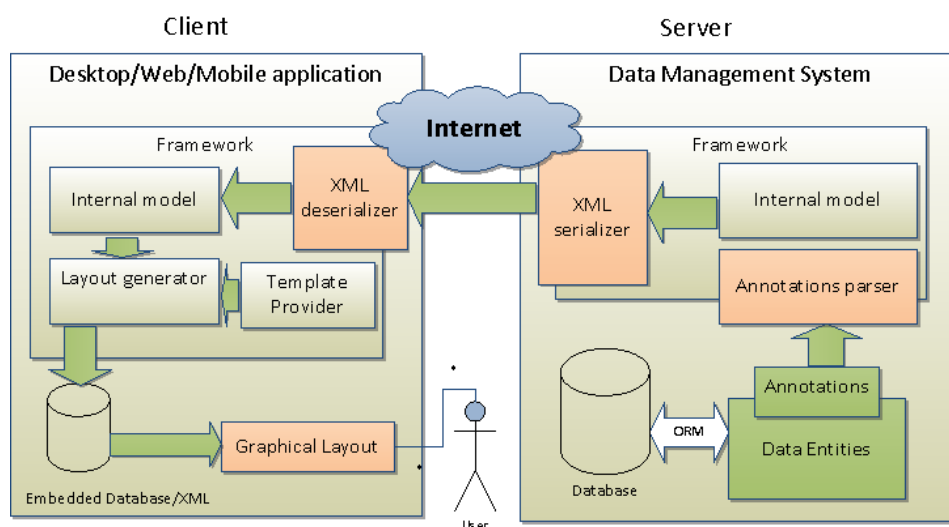 Client
Server
Desktop/Web/Mobile application
Data Management System
Internet
Framework
Framework
Internal model
XML
deserializer
XML
serializer
Internal model
Layout generator
Template
Provider
Annotations parser
Annotations
ORM
Data Entities
Graphical Layout
Embedded Database/XML
Database
User